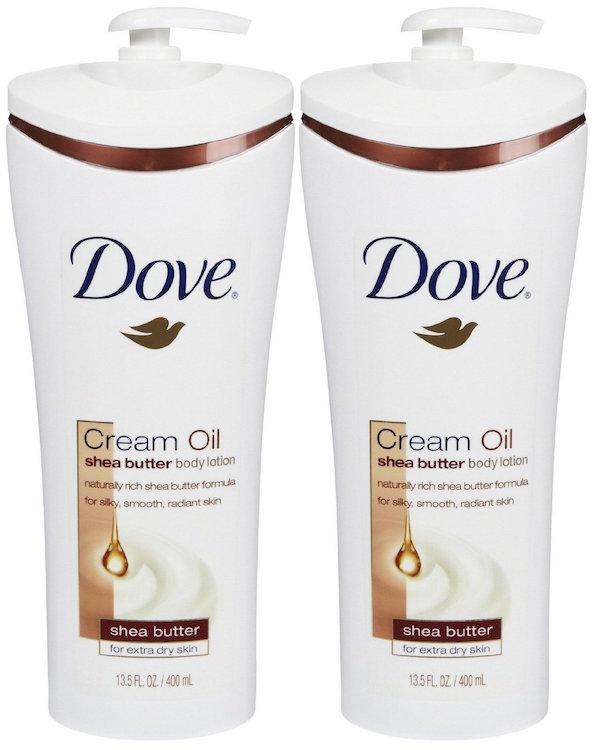 Dove®
Cream Oil
shea butter body lotion
naturally rich shea butter formula
for silky, smooth, radiant skin
shea butter
for extra dry skin
13.5 FL. OZ. / 400 mL
Dove®
Cream Oil
shea butter body lotion
naturally rich shea butter formula
for silky, smooth, radiant skin
shea butter
for extra dry skin
13.5 FL. OZ. / 400 mL